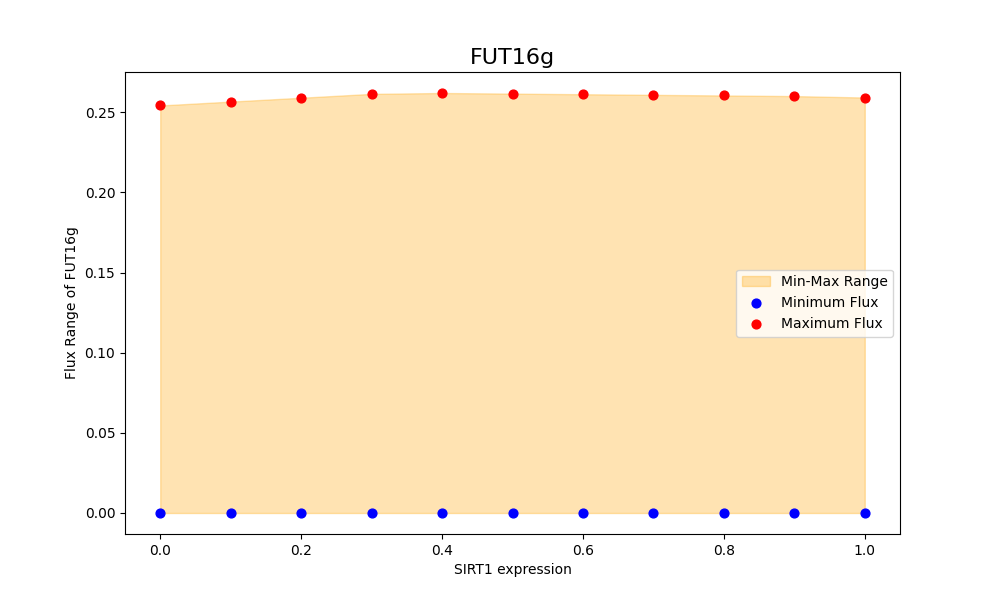 FUT16g
Flux Range of FUT16g
0.25
0.20
0.15
0.10
0.05
0.00
Min-Max Range
Minimum Flux
Maximum Flux
0.0 0.2 0.4 0.6 0.8 1.0
SIRT1 expression